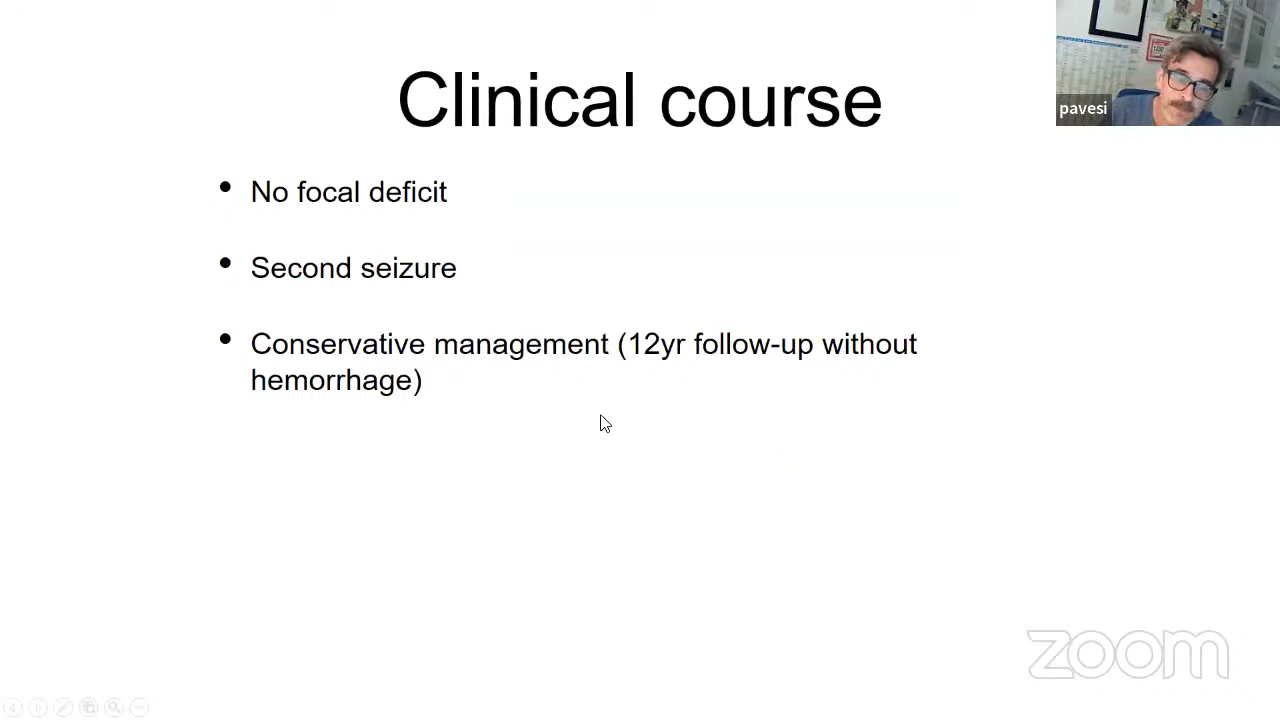 Clinical course
pavesi
• No focal deficit
• Second seizure
• Conservative management (12yr follow-up without
hemorrhage)
zoom